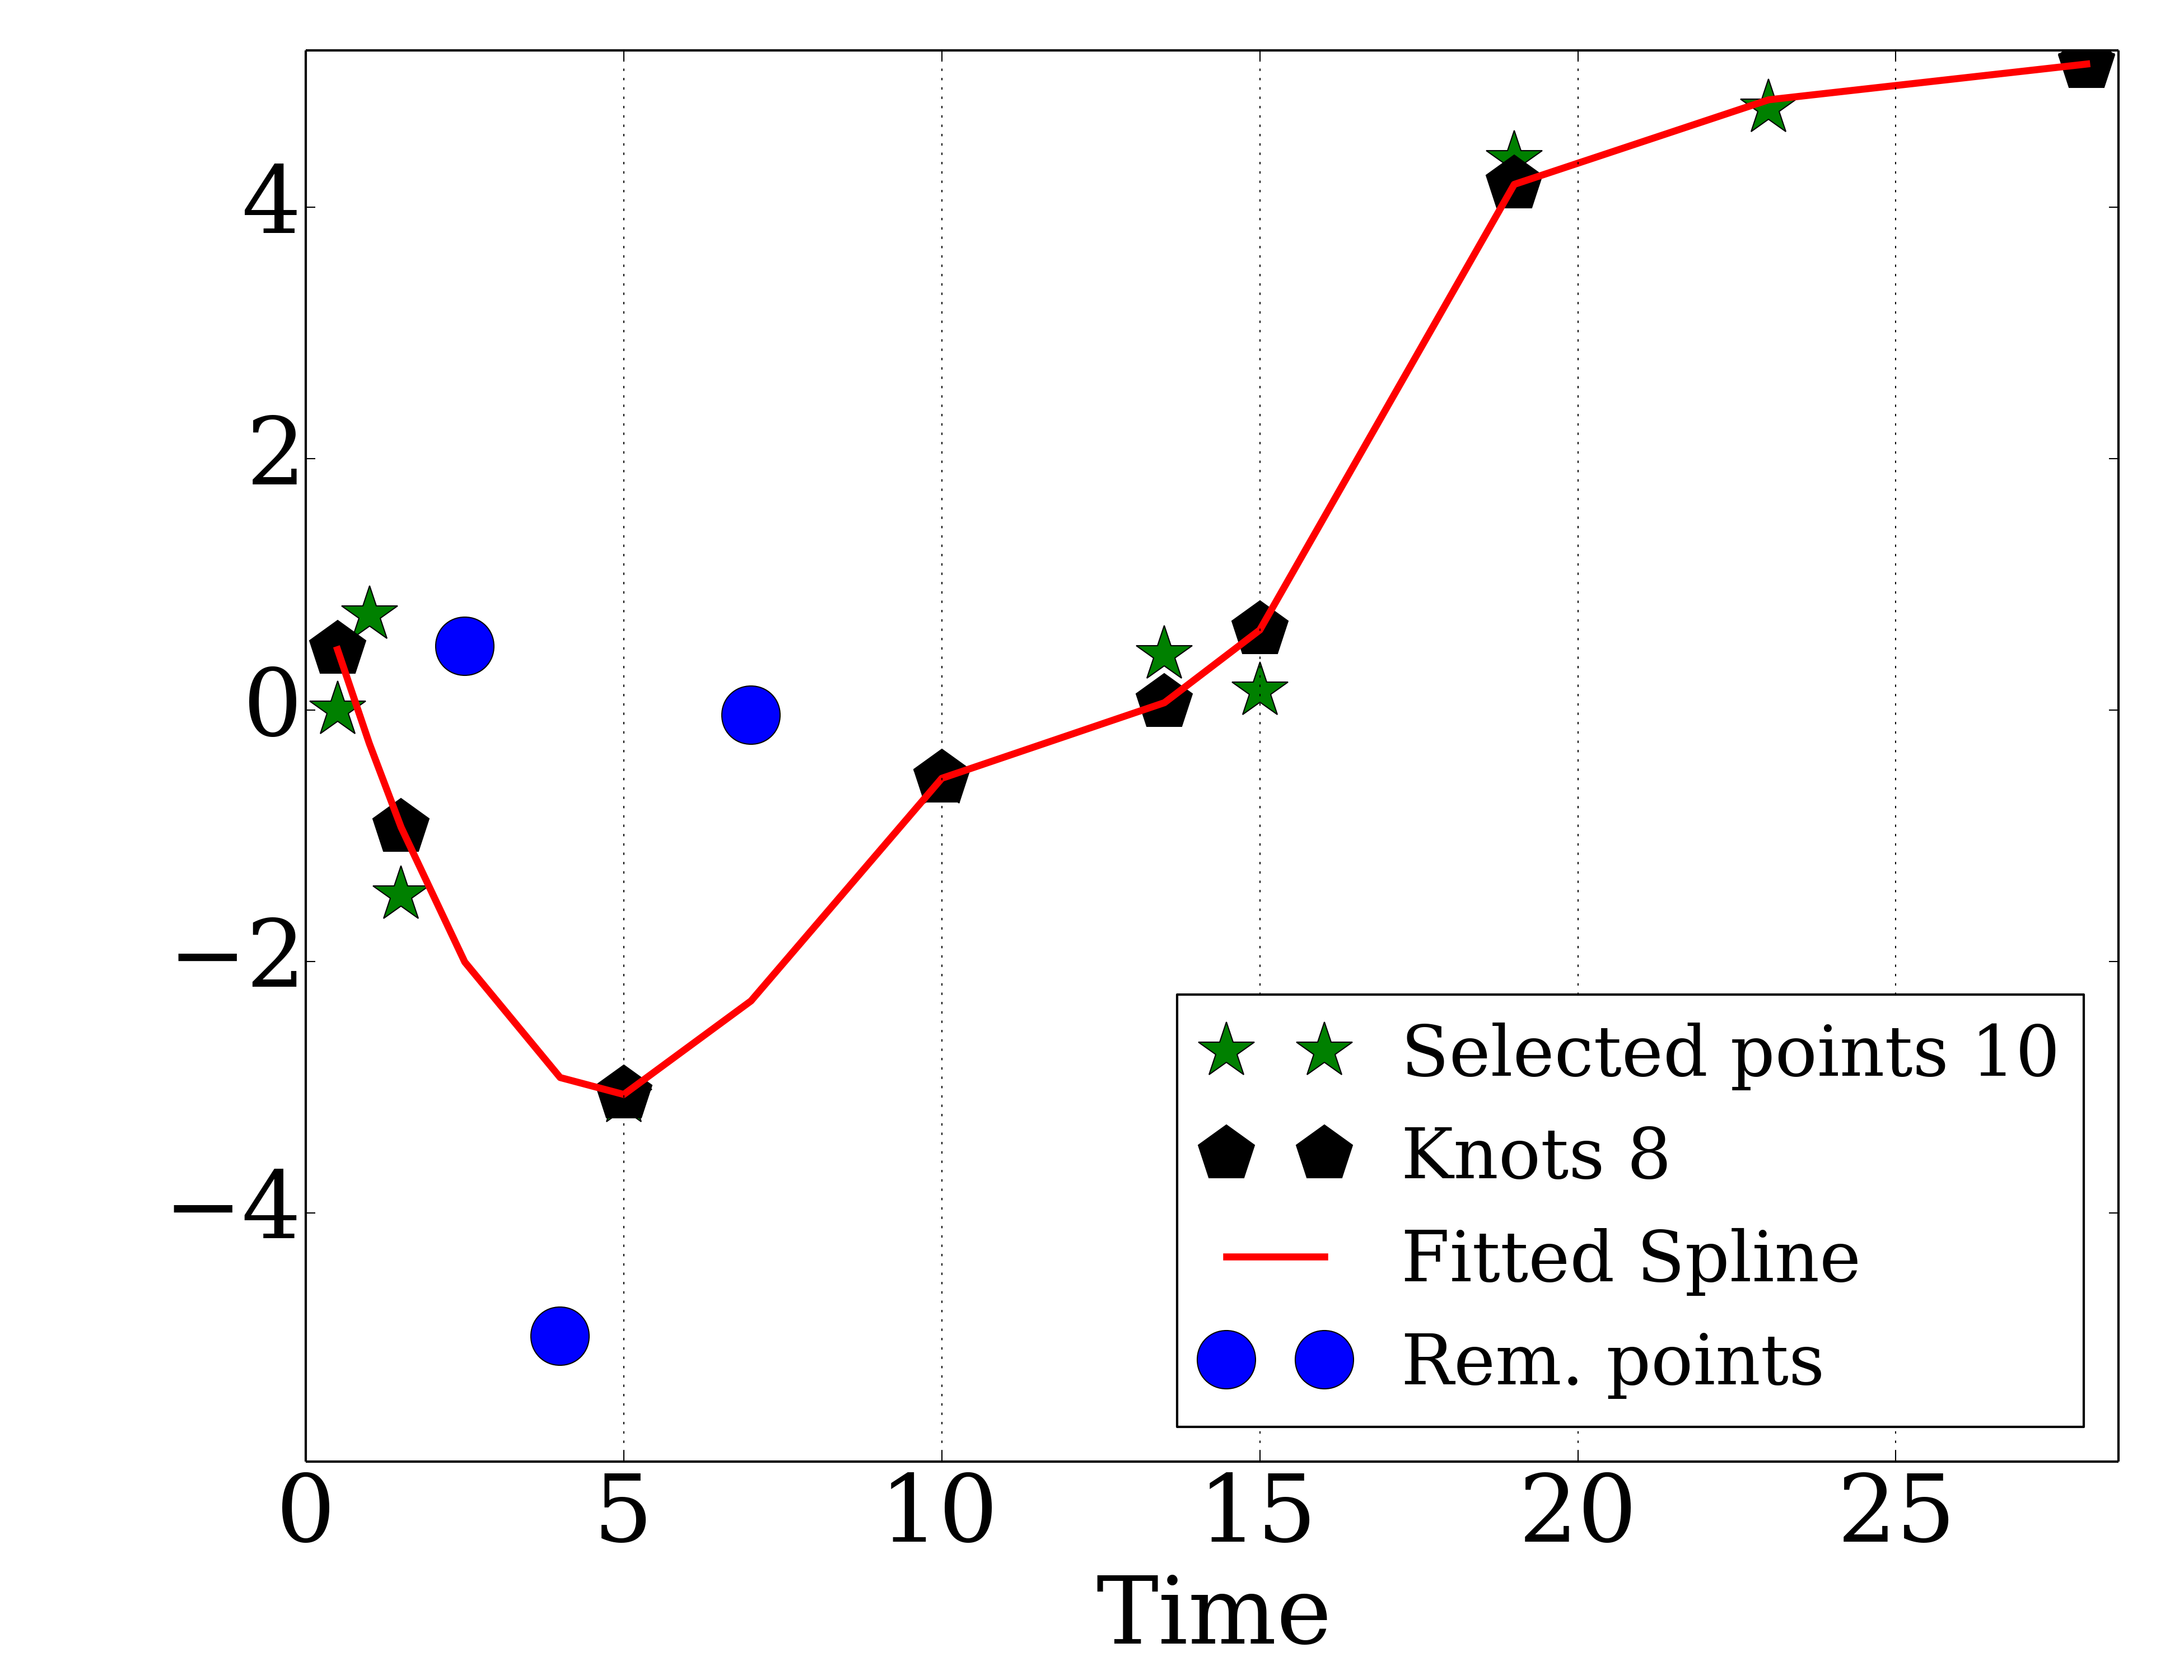 4
2
0
−2
−4
0 5 10 15 20 25
Time
Selected points 10
Knots 8
Fitted Spline
Rem. points